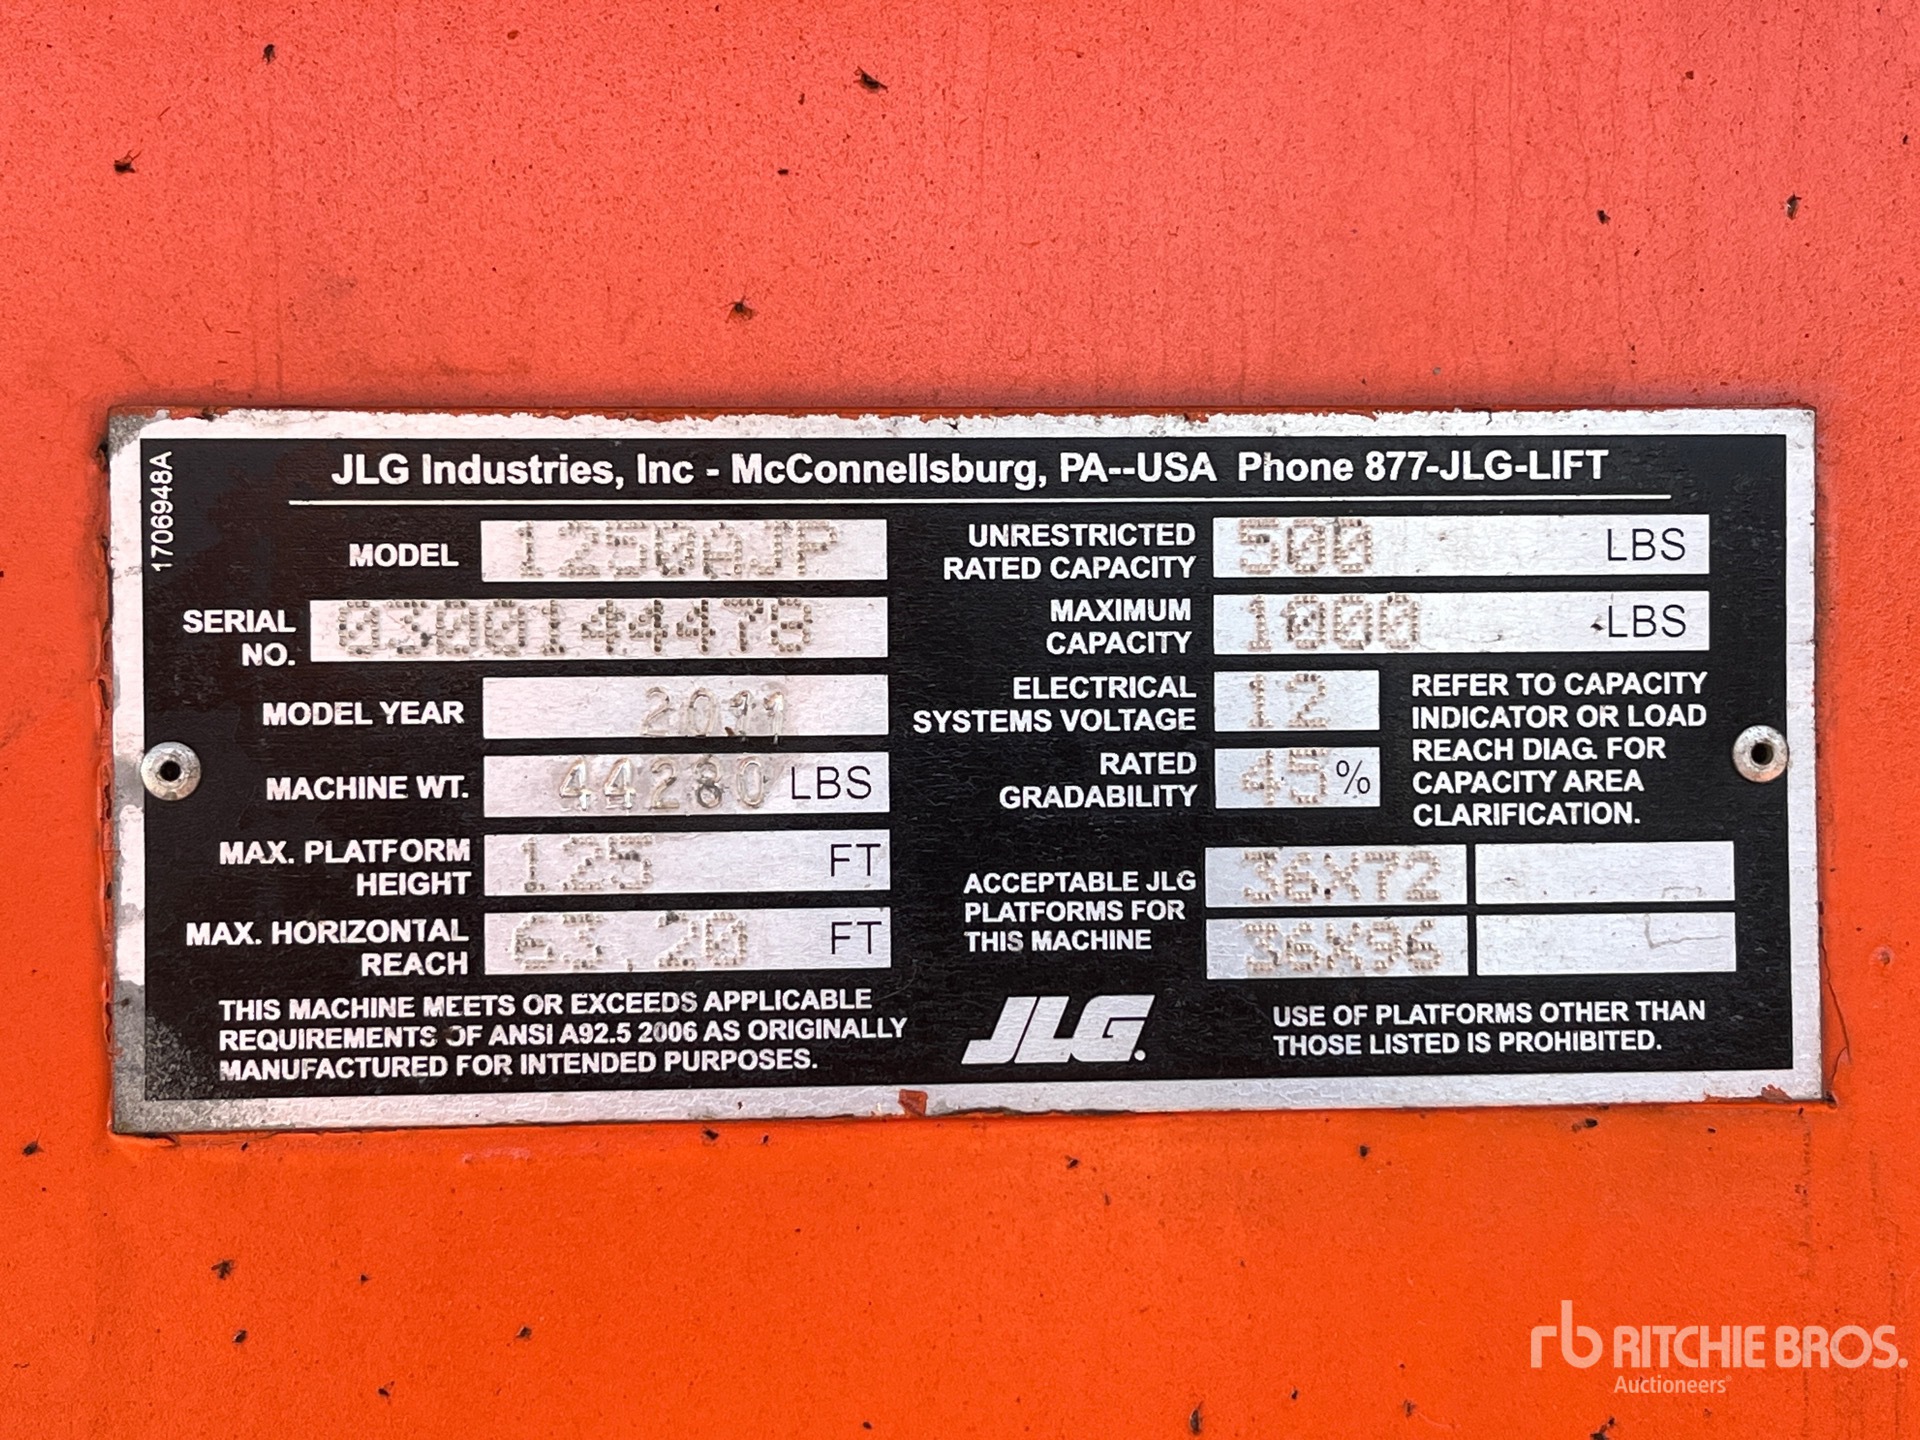 1706948A
JLG Industries, Inc - McConnellsburg, PA--USA Phone 877-JLG-LIFT
MODEL 1250AJP
SERIAL NO. 0300144478
MODEL YEAR 2011
MACHINE WT. 44280 LBS
MAX. PLATFORM HEIGHT 125 FT
MAX. HORIZONTAL REACH 63.20 FT
THIS MACHINE MEETS OR EXCEEDS APPLICABLE
REQUIREMENTS OF ANSI A92.5 2006 AS ORIGINALLY
MANUFACTURED FOR INTENDED PURPOSES.
UNRESTRICTED RATED CAPACITY 500 LBS
MAXIMUM CAPACITY 1000 LBS
ELECTRICAL SYSTEMS VOLTAGE 12
RATED GRADABILITY 45 %
REFER TO CAPACITY
INDICATOR OR LOAD
REACH DIAG. FOR
CAPACITY AREA
CLARIFICATION.
ACCEPTABLE JLG
PLATFORMS FOR
THIS MACHINE
36X72
36X96
JLG.
USE OF PLATFORMS OTHER THAN
THOSE LISTED IS PROHIBITED.
rb RITCHIE BROS.
Auctioneers